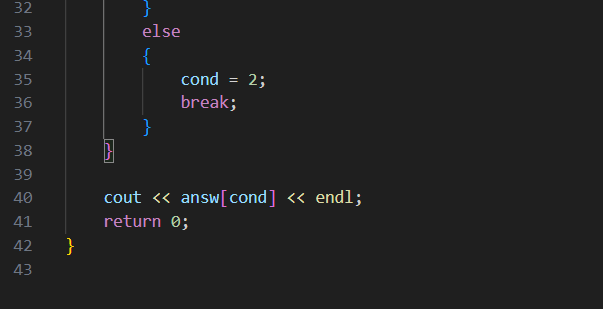 32 }
33 else
34 {
35 cond = 2;
36 break;
37 }
38 }
39
40 cout << answ[cond] << endl;
41 return 0;
42 }
43